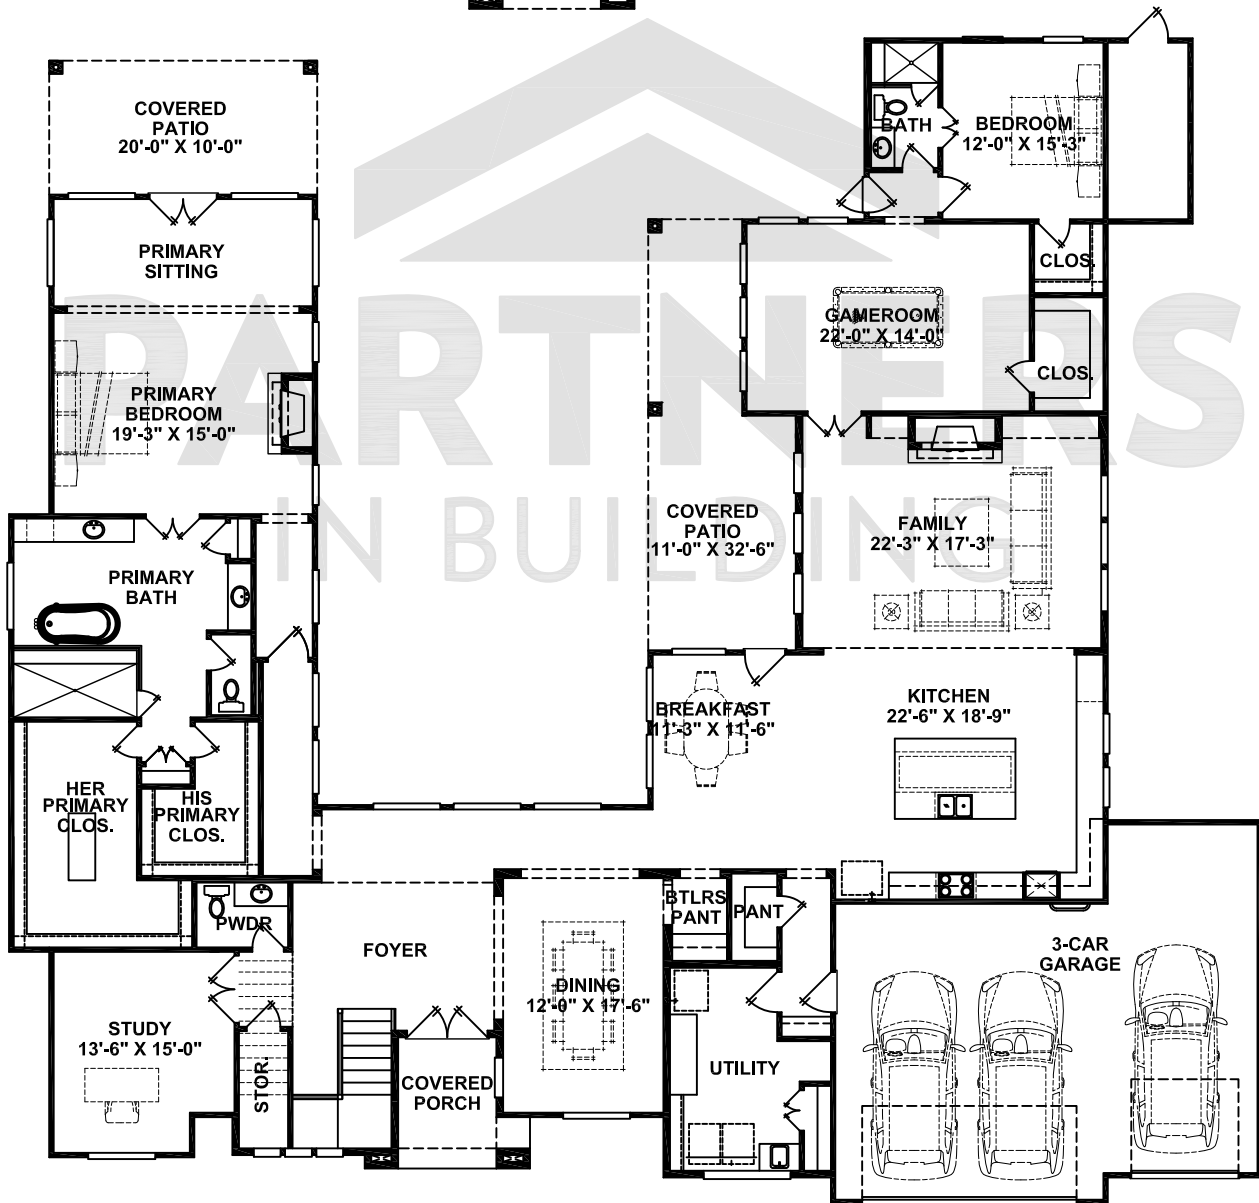 COVERED
PATIO
20'-0" X 10'-0"
BATH
BEDROOM
12'-0" X 15'-3"
PRIMARY
SITTING
CLOS.
GAMEROOM
22'-0" X 14'-0"
CLOS.
PARTNERS
IN BUILDING
PRIMARY
BEDROOM
19'-3" X 15'-0"
COVERED
PATIO
11'-0" X 32'-6"
FAMILY
22'-3" X 17'-3"
PRIMARY
BATH
BREAKFAST
11'-3" X 11'-6"
KITCHEN
22'-6" X 18'-9"
HER
PRIMARY
CLOS.
HIS
PRIMARY
CLOS.
PWDR
FOYER
BTLRS
PANT
PANT
3-CAR
GARAGE
DINING
12'-0" X 17'-6"
STUDY
13'-6" X 15'-0"
STOR.
COVERED
PORCH
UTILITY